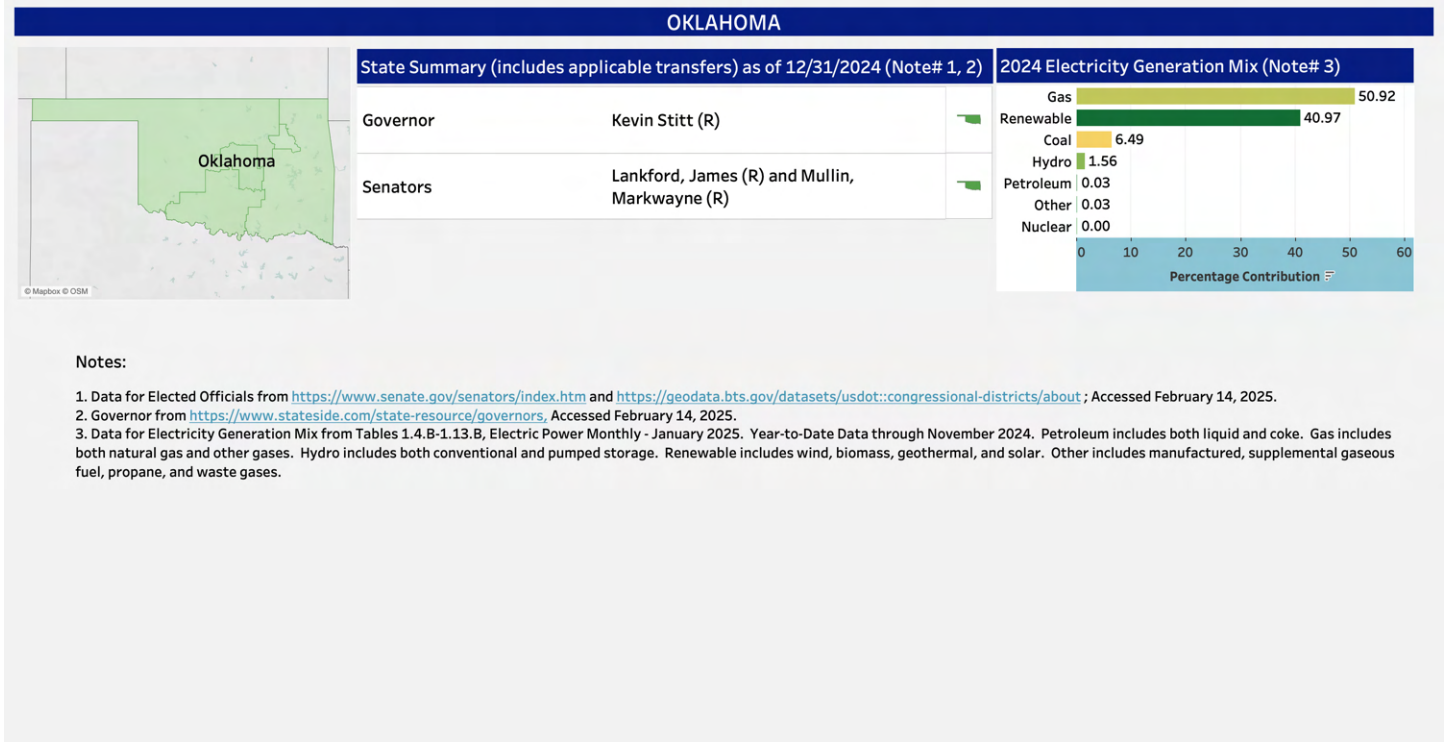 OKLAHOMA
Oklahoma
© Mapbox © OSM
State Summary (includes applicable transfers) as of 12/31/2024 (Note# 1, 2)
Governor Kevin Stitt (R)
Senators Lankford, James (R) and Mullin,
Markwayne (R)
2024 Electricity Generation Mix (Note# 3)
Gas 50.92
Renewable 40.97
Coal 6.49
Hydro 1.56
Petroleum 0.03
Other 0.03
Nuclear 0.00
0 10 20 30 40 50 60
Percentage Contribution
Notes:
1. Data for Elected Officials from https://www.senate.gov/senators/index.htm and https://geodata.bts.gov/datasets/usdot::congressional-districts/about ; Accessed February 14, 2025.
2. Governor from https://www.stateside.com/state-resource/governors, Accessed February 14, 2025.
3. Data for Electricity Generation Mix from Tables 1.4.B-1.13.B, Electric Power Monthly - January 2025. Year-to-Date Data through November 2024. Petroleum includes both liquid and coke. Gas includes
both natural gas and other gases. Hydro includes both conventional and pumped storage. Renewable includes wind, biomass, geothermal, and solar. Other includes manufactured, supplemental gaseous
fuel, propane, and waste gases.